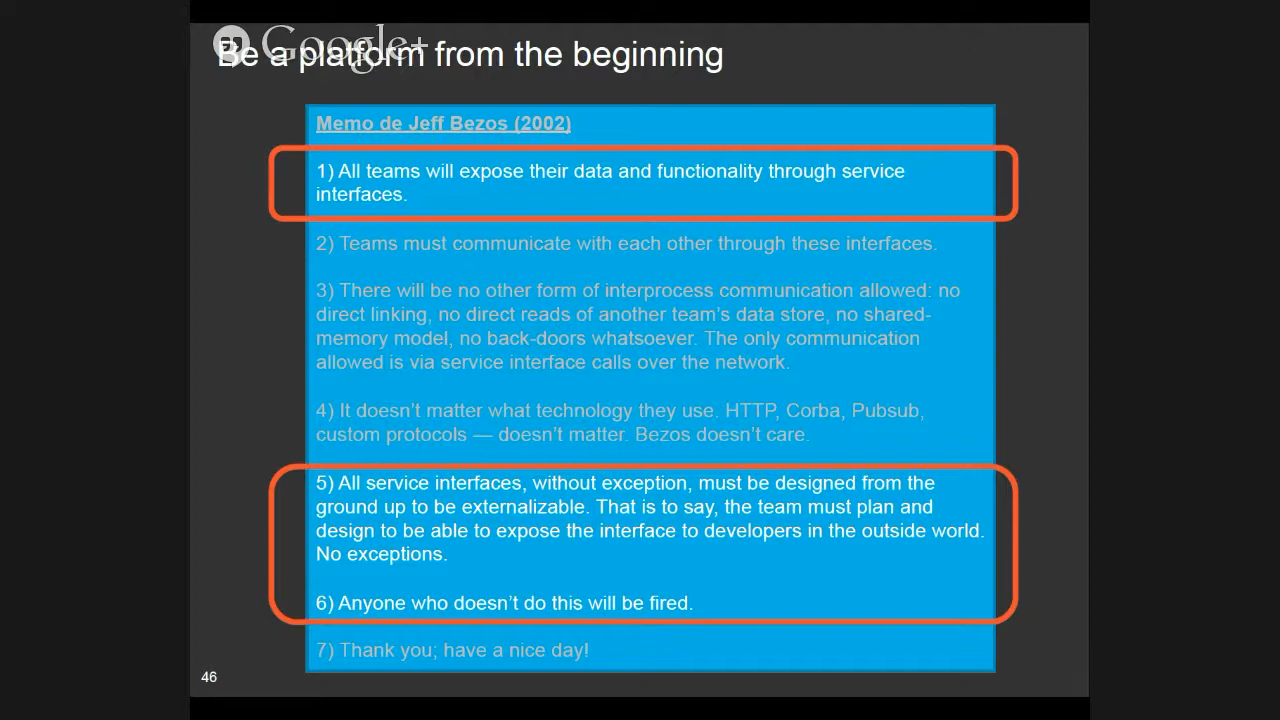 Google+
Be a platform from the beginning
Memo de Jeff Bezos (2002)
1) All teams will expose their data and functionality through service
interfaces.
2) Teams must communicate with each other through these interfaces.
3) There will be no other form of interprocess communication allowed: no
direct linking, no direct reads of another team's data store, no shared-
memory model, no back-doors whatsoever. The only communication
allowed is via service interface calls over the network.
4) It doesn't matter what technology they use. HTTP, Corba, Pubsub,
custom protocols — doesn't matter. Bezos doesn't care.
5) All service interfaces, without exception, must be designed from the
ground up to be externalizable. That is to say, the team must plan and
design to be able to expose the interface to developers in the outside world.
No exceptions.
6) Anyone who doesn't do this will be fired.
7) Thank you; have a nice day!
46